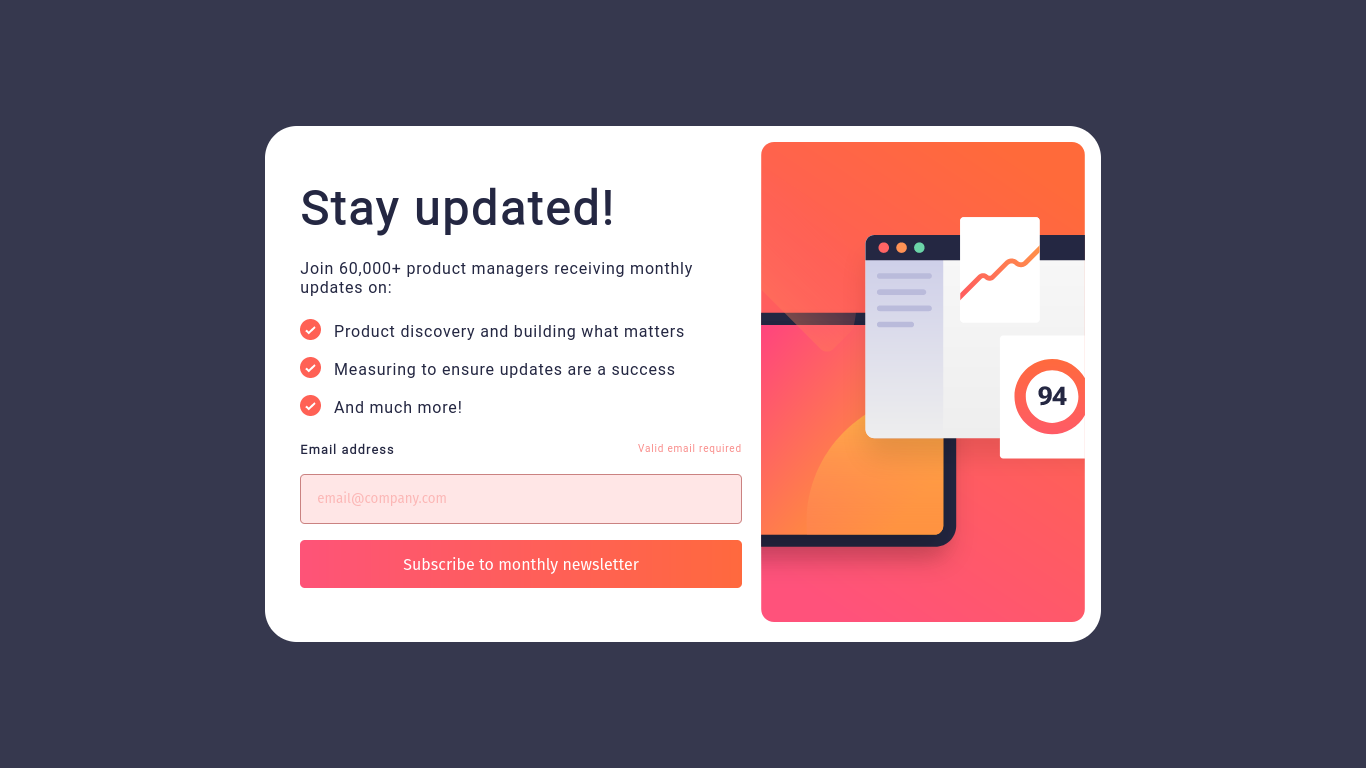 Stay updated!
Join 60,000+ product managers receiving monthly
updates on:
Product discovery and building what matters
Measuring to ensure updates are a success
And much more!
Email address
Valid email required
email@company.com
Subscribe to monthly newsletter
94